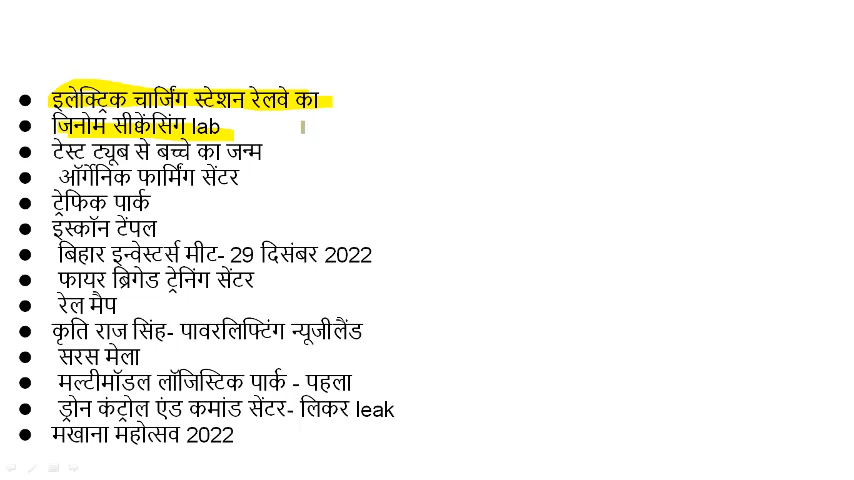 ● इलेक्ट्रिक चार्जिंग स्टेशन रेलवे का
● जिनोम सीक्वेंसिंग lab
● टेस्ट ट्यूब से बच्चे का जन्म
● ऑर्गेनिक फार्मिंग सेंटर
● ट्रेफिक पार्क
● इस्कॉन टेंपल
● बिहार इन्वेस्टर्स मीट- 29 दिसंबर 2022
● फायर ब्रिगेड ट्रेनिंग सेंटर
● रेल मैप
● कृति राज सिंह- पावरलिफ्टिंग न्यूजीलैंड
● सरस मेला
● मल्टीमॉडल लॉजिस्टिक पार्क - पहला
● ड्रोन कंट्रोल एंड कमांड सेंटर- लिकर leak
● मखाना महोत्सव 2022